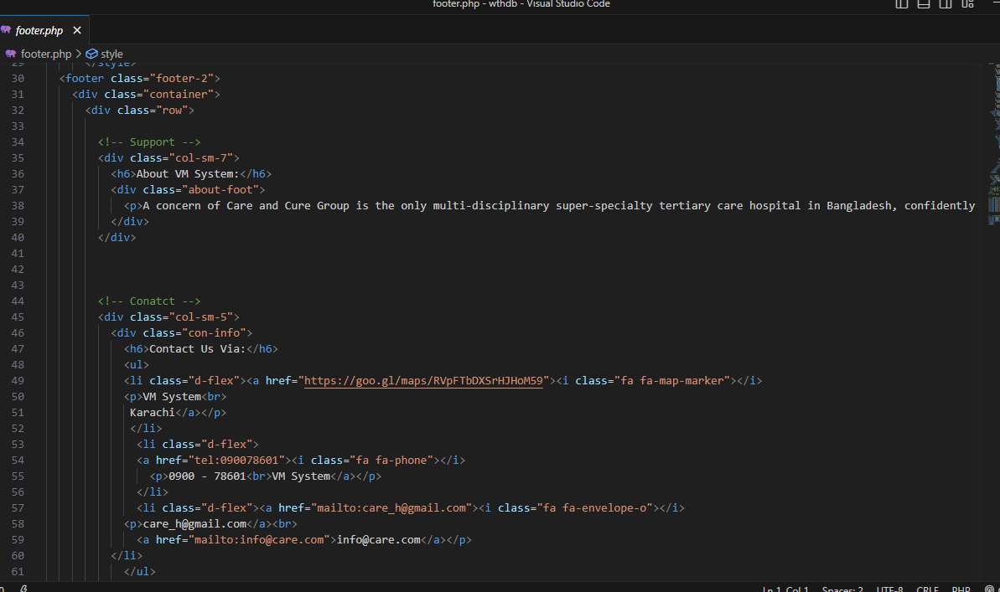 footer.php - wthdb - Visual Studio Code
footer.php
footer.php > style
29 </style>
30 <footer class="footer-2">
31 <div class="container">
32 <div class="row">
33
34 <!-- Support -->
35 <div class="col-sm-7">
36 <h6>About VM System:</h6>
37 <div class="about-foot">
38 <p>A concern of Care and Cure Group is the only multi-disciplinary super-specialty tertiary care hospital in Bangladesh, confidently
39 </div>
40 </div>
41
42
43
44 <!-- Conatct -->
45 <div class="col-sm-5">
46 <div class="con-info">
47 <h6>Contact Us Via:</h6>
48 <ul>
49 <li class="d-flex"><a href="https://goo.gl/maps/RVpFTbDXSrHJHoM59"><i class="fa fa-map-marker"></i>
50 <p>VM System<br>
51 Karachi</a></p>
52 </li>
53 <li class="d-flex">
54 <a href="tel:090078601"><i class="fa fa-phone"></i>
55 <p>0900 - 78601<br>VM System</a></p>
56 </li>
57 <li class="d-flex"><a href="mailto:care_h@gmail.com"><i class="fa fa-envelope-o"></i>
58 <p>care_h@gmail.com</a><br>
59 <a href="mailto:info@care.com">info@care.com</a></p>
60 </li>
61 </ul>
0 Ln 1, Col 1 Spaces: 2 UTF-8 CRLF PHP